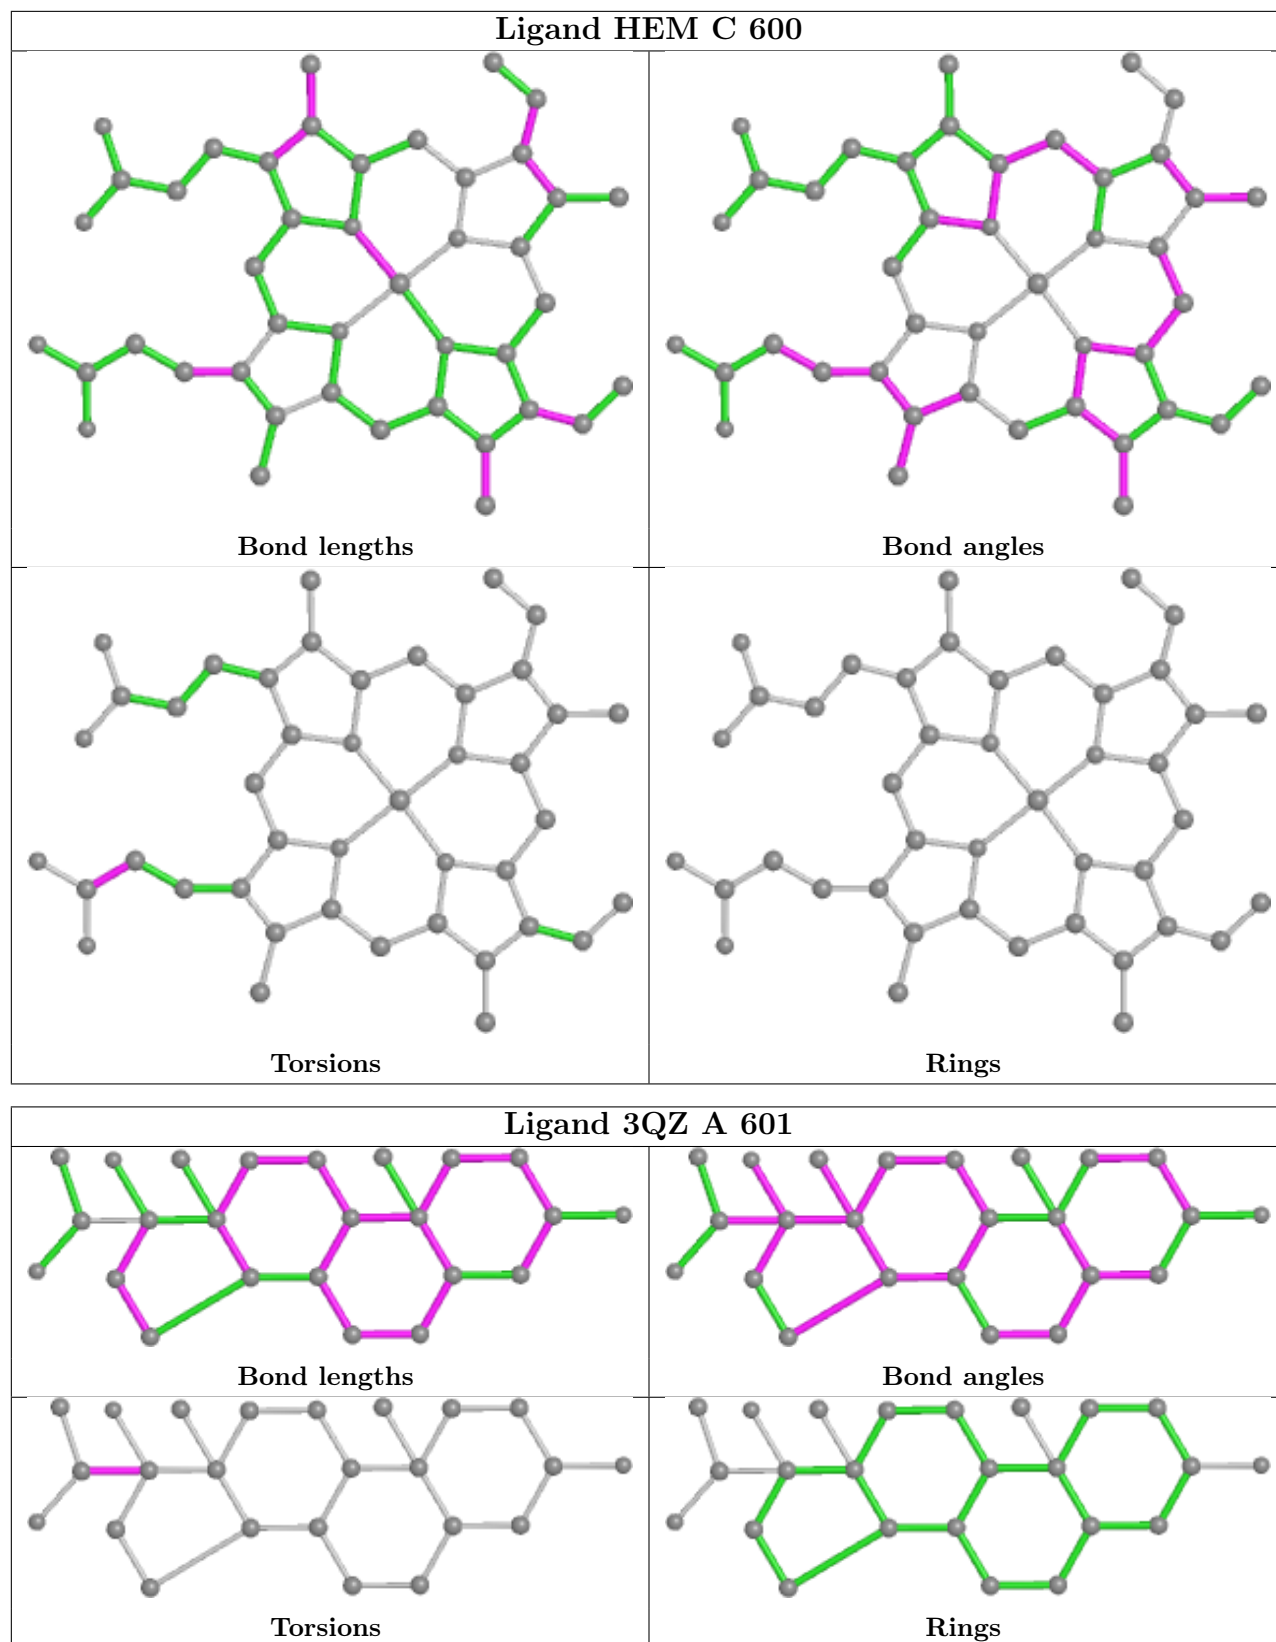 Ligand HEM C 600
Bond lengths
Bond angles
Torsions
Rings
Ligand 3QZ A 601
Bond lengths
Bond angles
Torsions
Rings